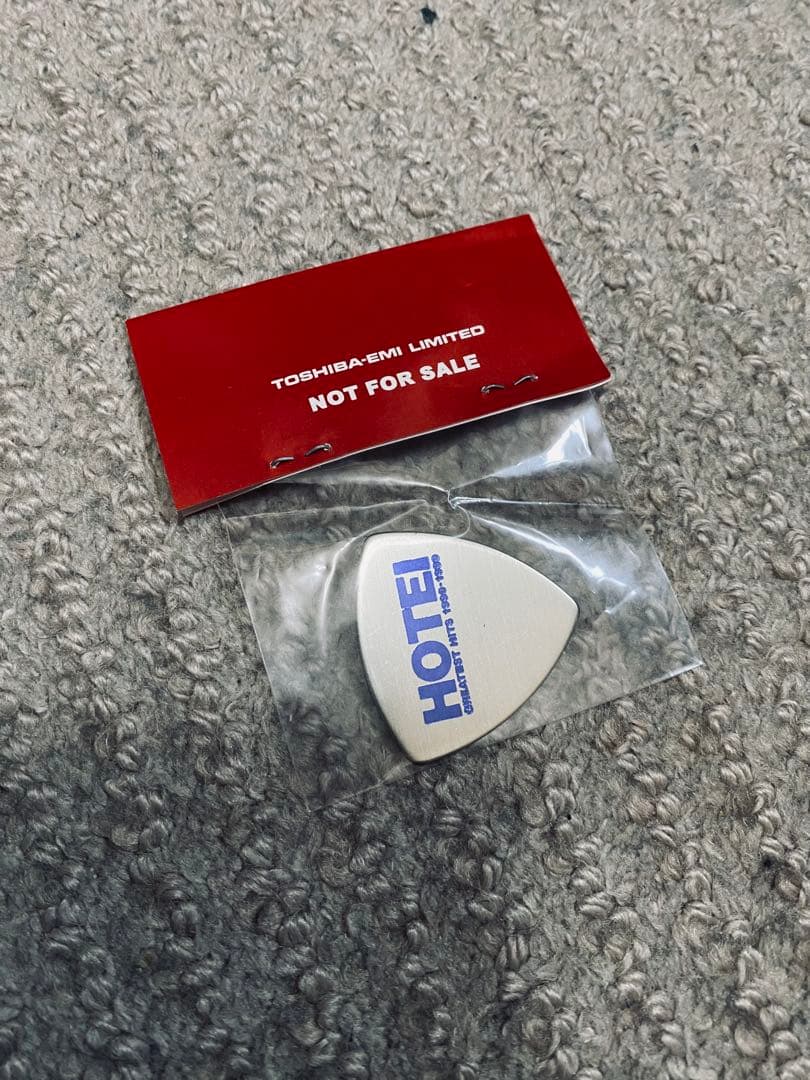 TOSHIBA-EMI LIMITED
NOT FOR SALE
HOTEI
GREATEST HITS 1990-1999